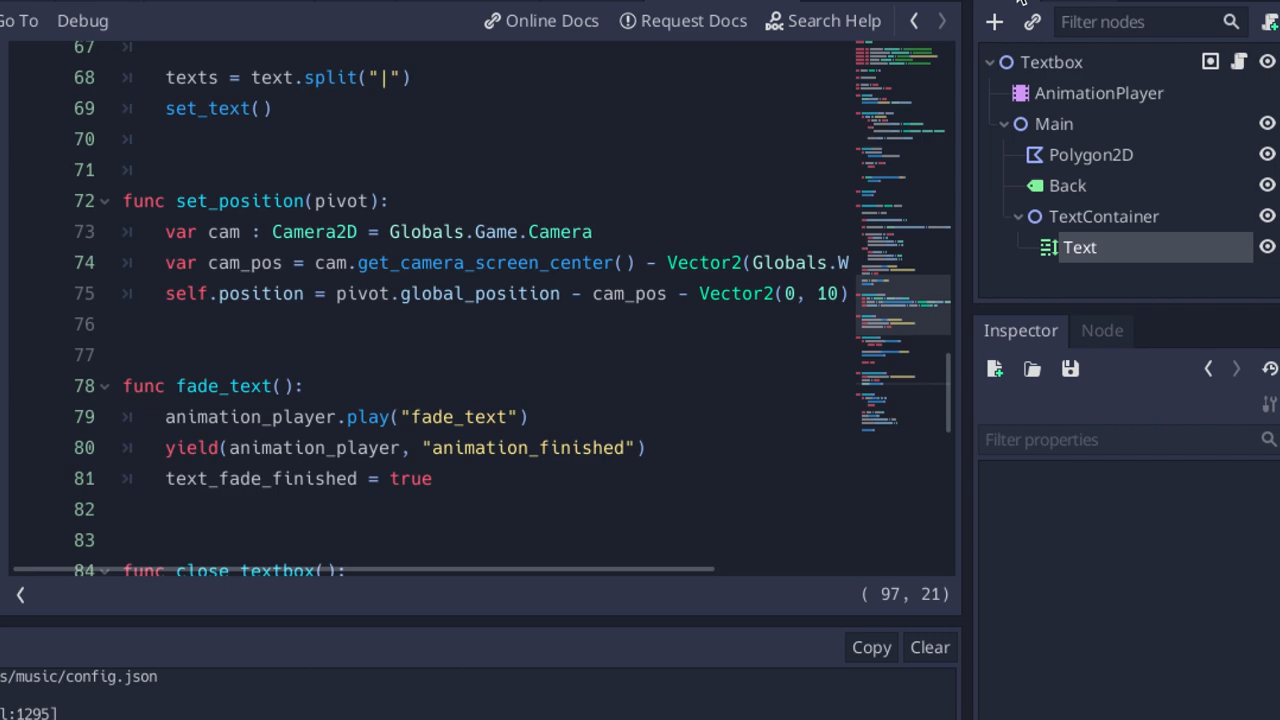 Go To Debug Online Docs Request Docs Search Help
67
68 texts = text.split("|")
69 set_text()
70
71
72 func set_position(pivot):
73 var cam : Camera2D = Globals.Game.Camera
74 var cam_pos = cam.get_camera_screen_center() - Vector2(Globals.W
75 self.position = pivot.global_position - cam_pos - Vector2(0, 10)
76
77
78 func fade_text():
79 animation_player.play("fade_text")
80 yield(animation_player, "animation_finished")
81 text_fade_finished = true
82
83
84 func close_textbox():
( 97, 21)
Copy Clear
s/music/config.json
l:1295]
Filter nodes
Textbox
AnimationPlayer
Main
Polygon2D
Back
TextContainer
Text
Inspector Node
Filter properties